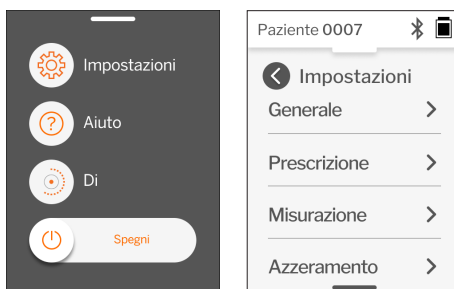 Impostazioni
Aiuto
Di
Spegni
Paziente 0007
Impostazioni
Generale
Prescrizione
Misurazione
Azzeramento